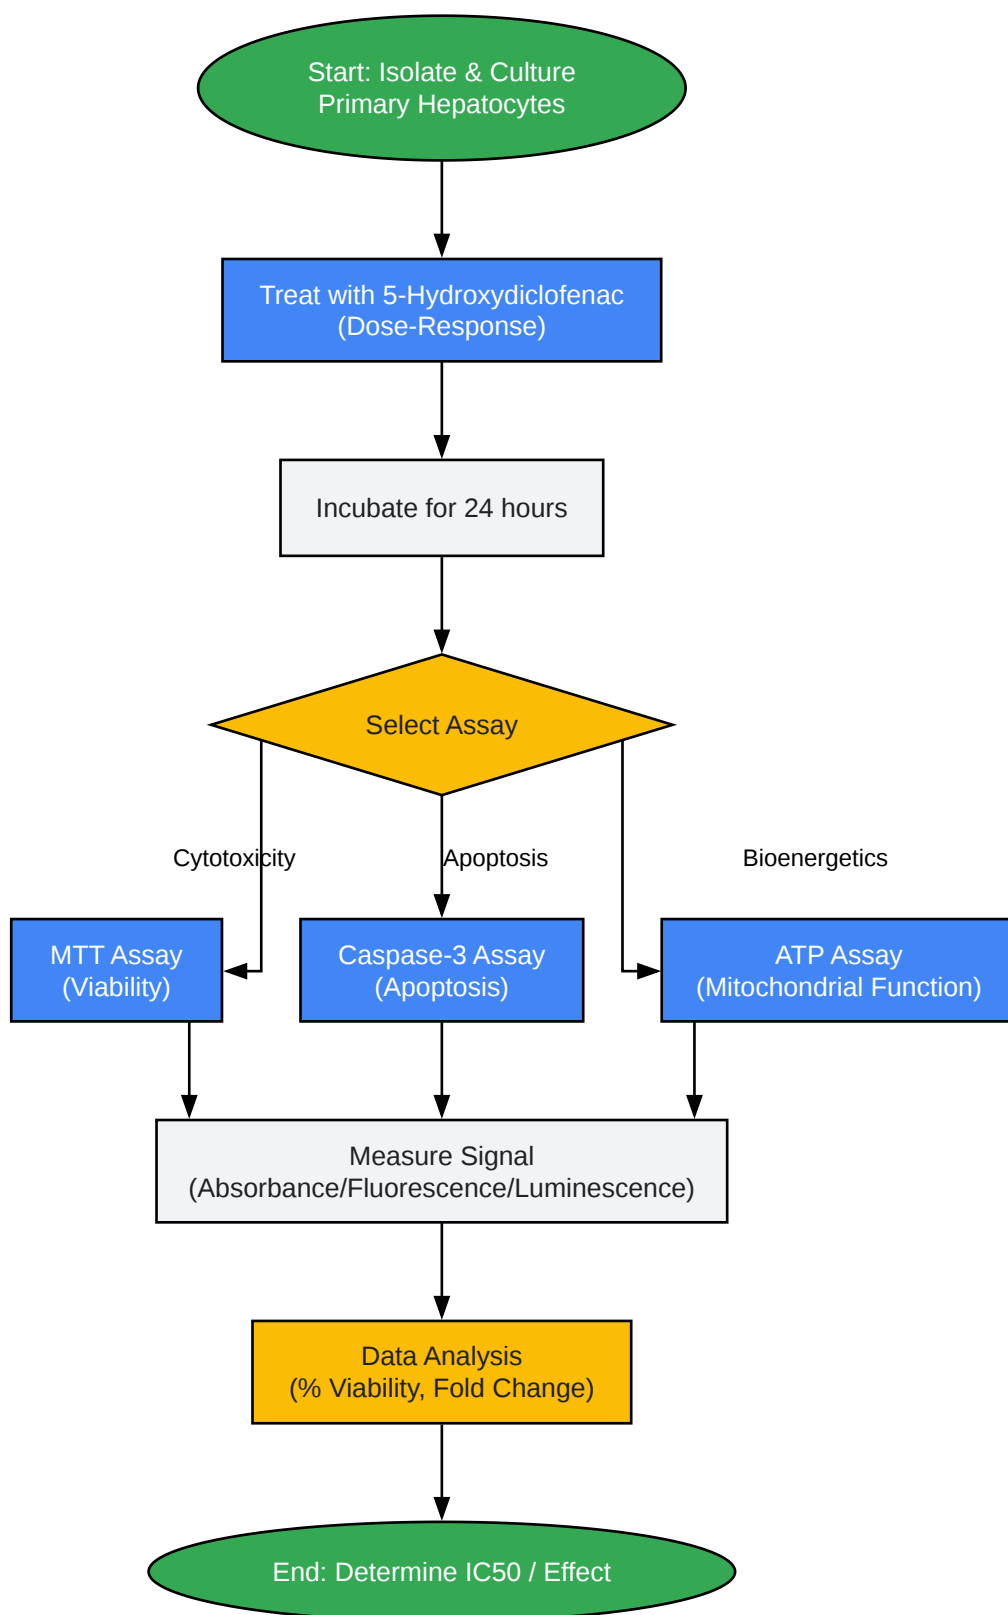 Start: Isolate & Culture
Primary Hepatocytes
Treat with 5-Hydroxydiclofenac
(Dose-Response)
Incubate for 24 hours
Select Assay
Cytotoxicity
Apoptosis
Bioenergetics
MTT Assay
(Viability)
Caspase-3 Assay
(Apoptosis)
ATP Assay
(Mitochondrial Function)
Measure Signal
(Absorbance/Fluorescence/Luminescence)
Data Analysis
(% Viability, Fold Change)
End: Determine IC50 / Effect